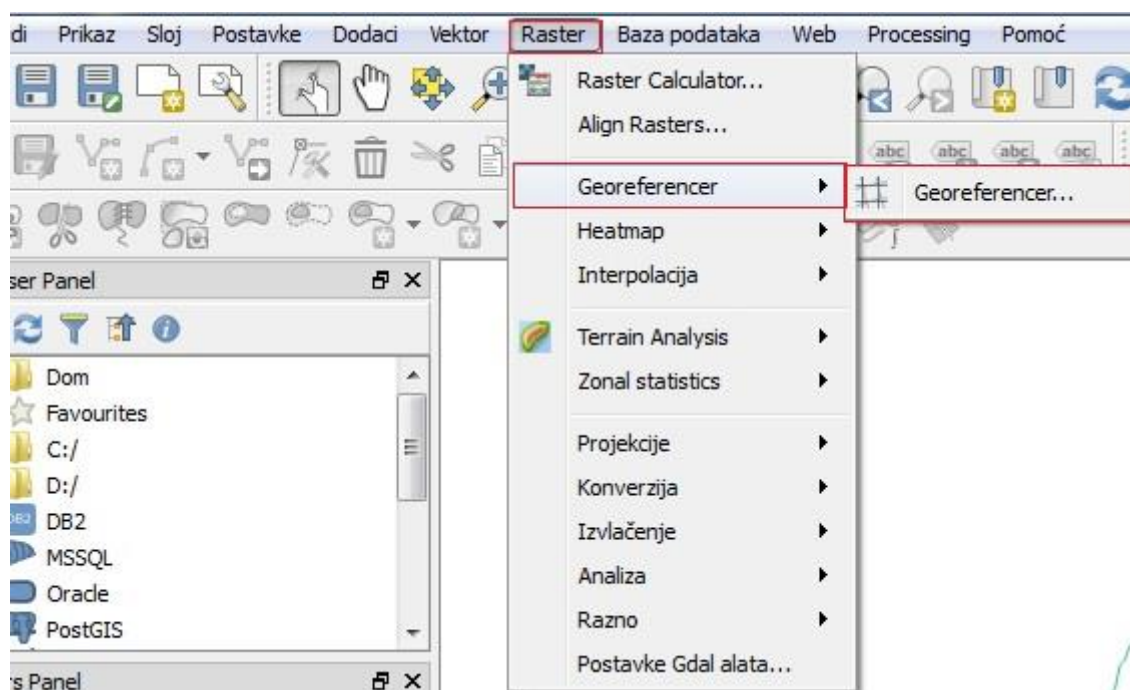 di Prikaz Sloj Postavke Dodaci Vektor Raster Baza podataka Web Processing Pomoć
Raster Calculator...
Align Rasters...
abc abc abc abc
Georeferencer
Georeferencer...
Heatmap
Interpolacija
Terrain Analysis
Zonal statistics
Projekcije
Konverzija
Izvlačenje
Analiza
Razno
Postavke Gdal alata...
ser Panel
Dom
Favourites
C:/
D:/
DB2 DB2
MSSQL
Oracle
PostGIS
s Panel